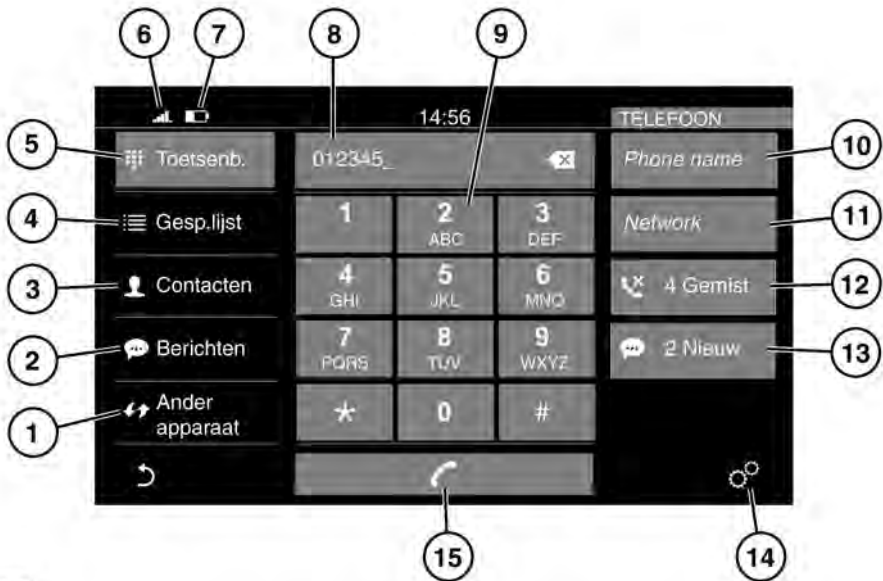 6 7 8 9
14:56 TELEFOON
5 Toetsenb. 012345_ Phone name 10
4 Gesp.lijst 1 2 3 Network 11
ABC DEF
3 Contacten 4 5 6 4 Gemist 12
GHI JKL MNO
2 Berichten 7 8 9 2 Nieuw 13
PQRS TUV WXYZ
1 Ander * 0 #
apparaat
15 14